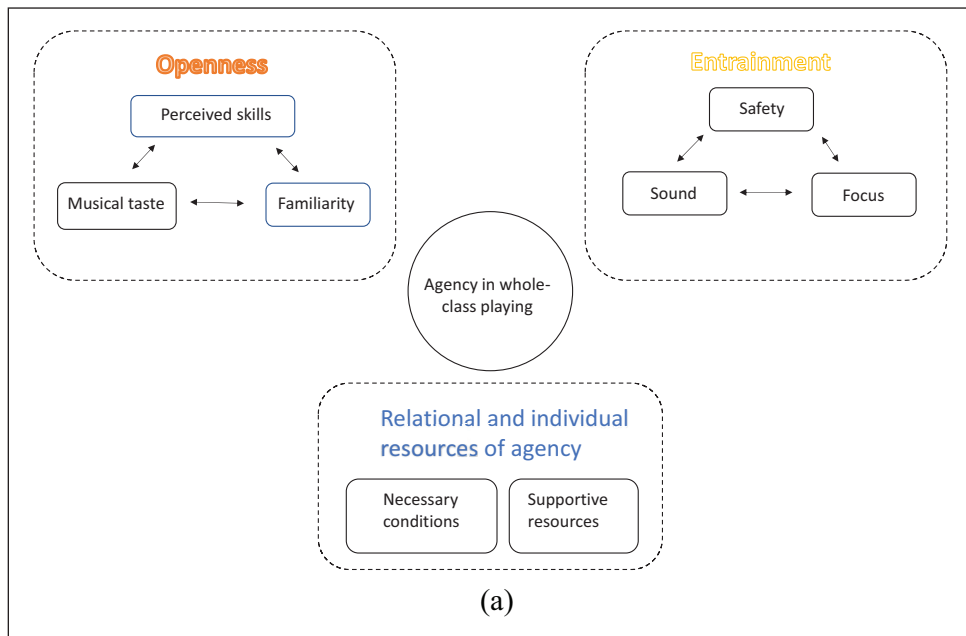 Openness
Perceived skills
Musical taste
Familiarity
Entrainment
Safety
Sound
Focus
Agency in whole-
class playing
Relational and individual
resources of agency
Necessary
conditions
Supportive
resources
(a)